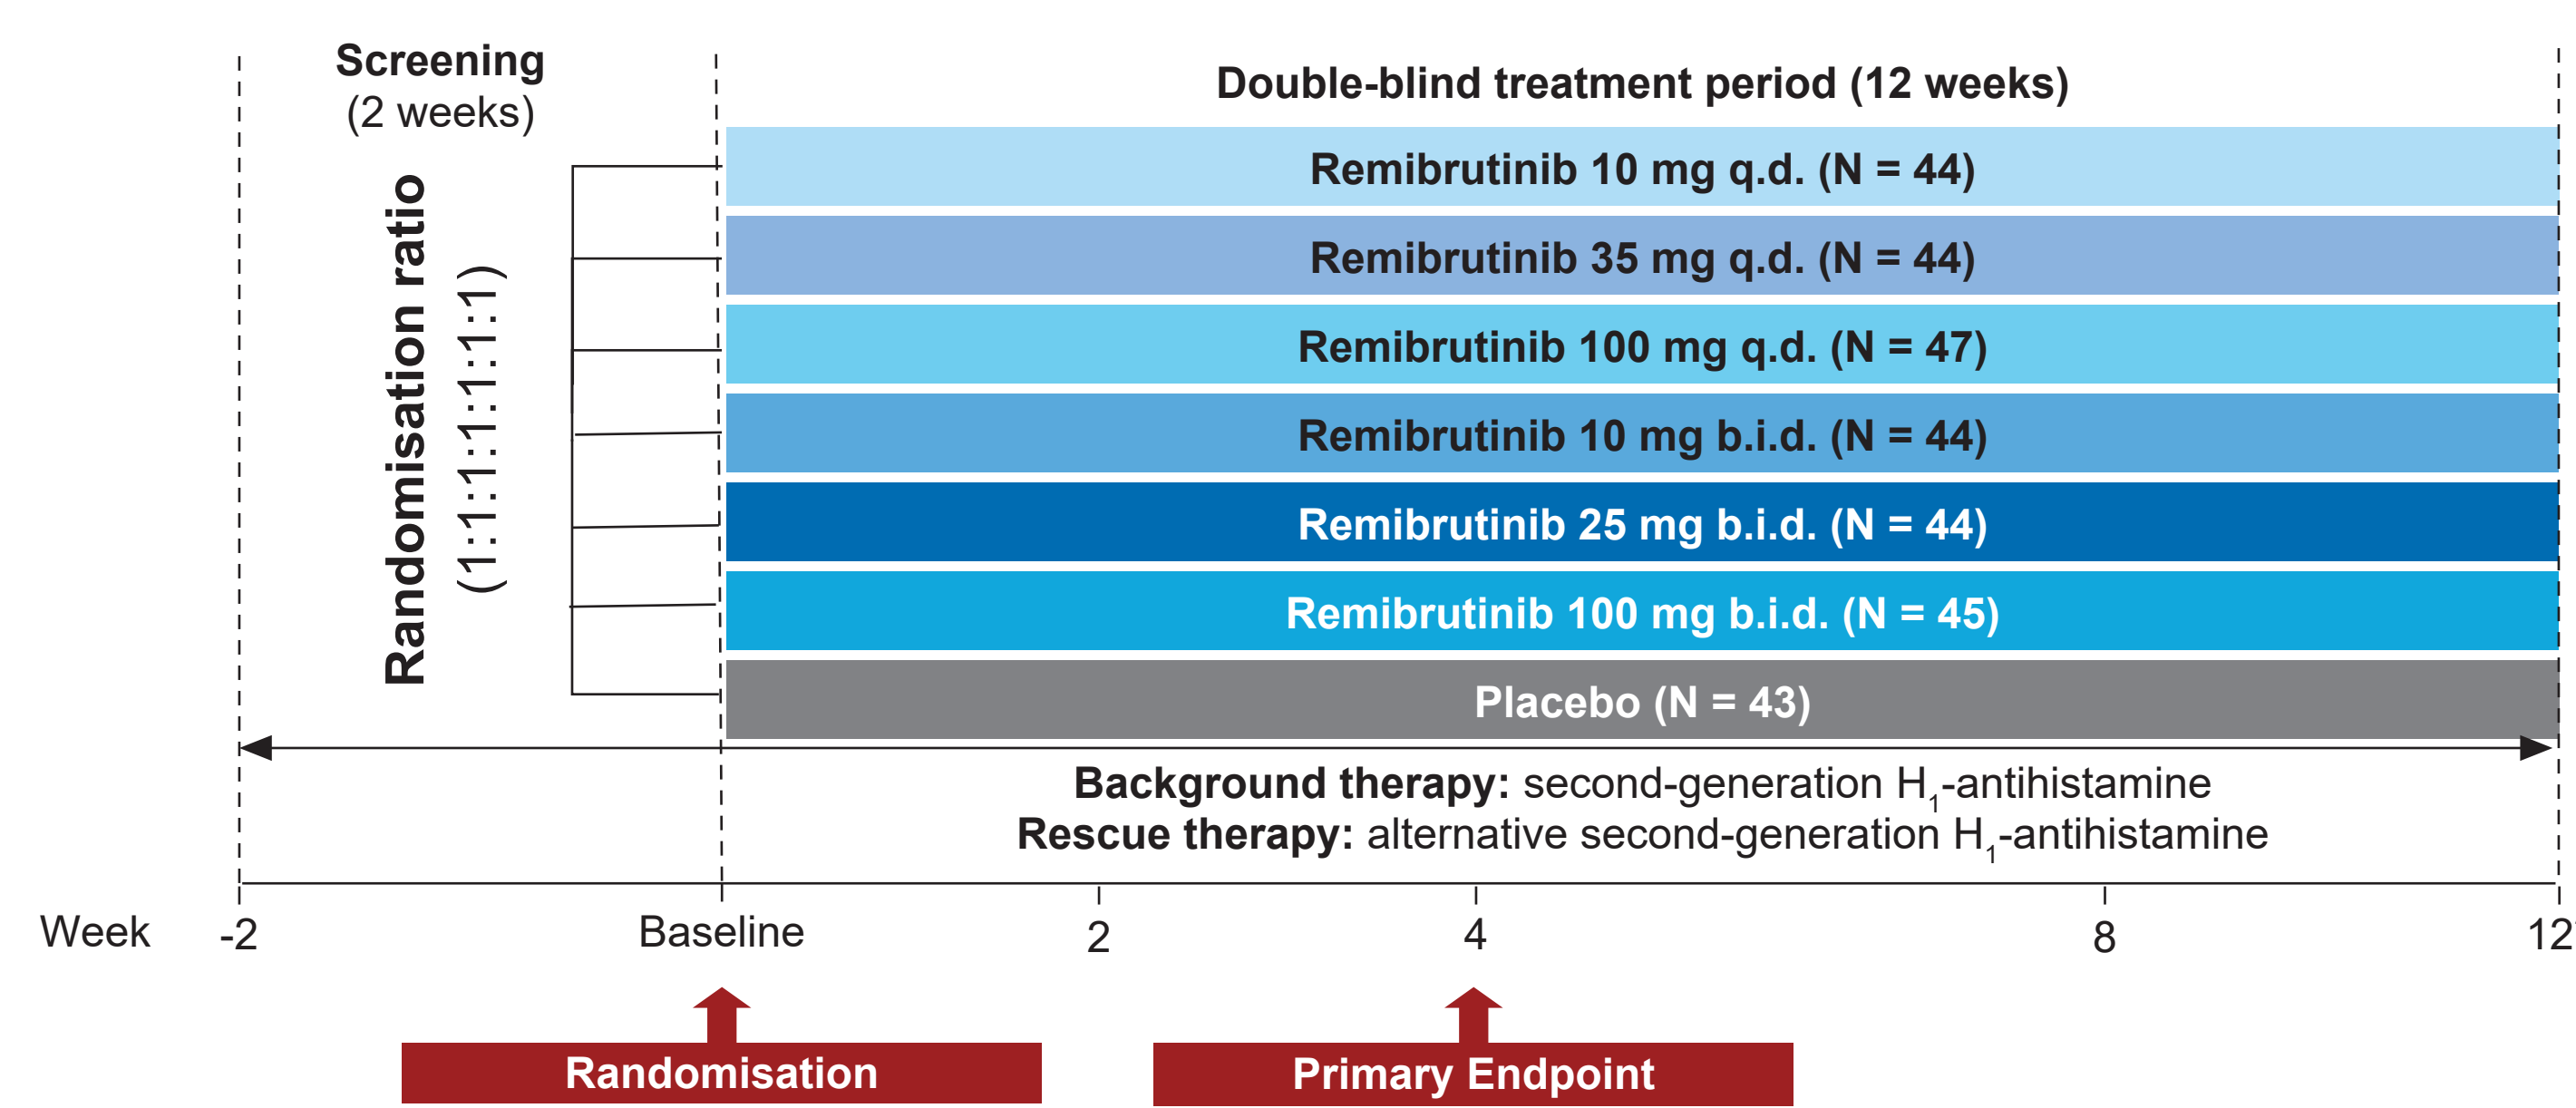 Screening
(2 weeks)
Randomisation ratio
(1:1:1:1:1:1:1)
Double-blind treatment period (12 weeks)
Remibrutinib 10 mg q.d. (N = 44)
Remibrutinib 35 mg q.d. (N = 44)
Remibrutinib 100 mg q.d. (N = 47)
Remibrutinib 10 mg b.i.d. (N = 44)
Remibrutinib 25 mg b.i.d. (N = 44)
Remibrutinib 100 mg b.i.d. (N = 45)
Placebo (N = 43)
Background therapy: second-generation H₁-antihistamine
Rescue therapy: alternative second-generation H₁-antihistamine
Week -2 Baseline 2 4 8 12
Randomisation
Primary Endpoint